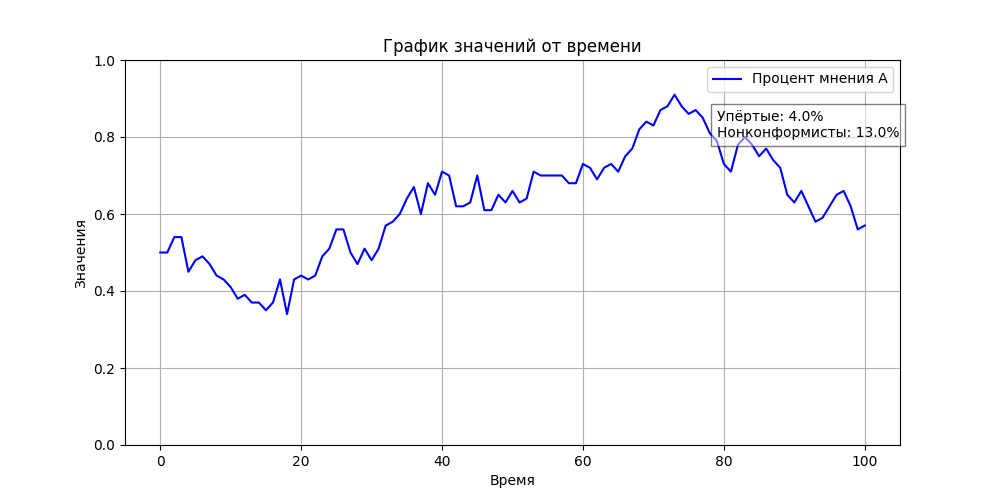 График значений от времени
Процент мнения A
Упёртые: 4.0%
Нонконформисты: 13.0%
Значения
1.0
0.8
0.6
0.4
0.2
0.0
0 20 40 60 80 100
Время